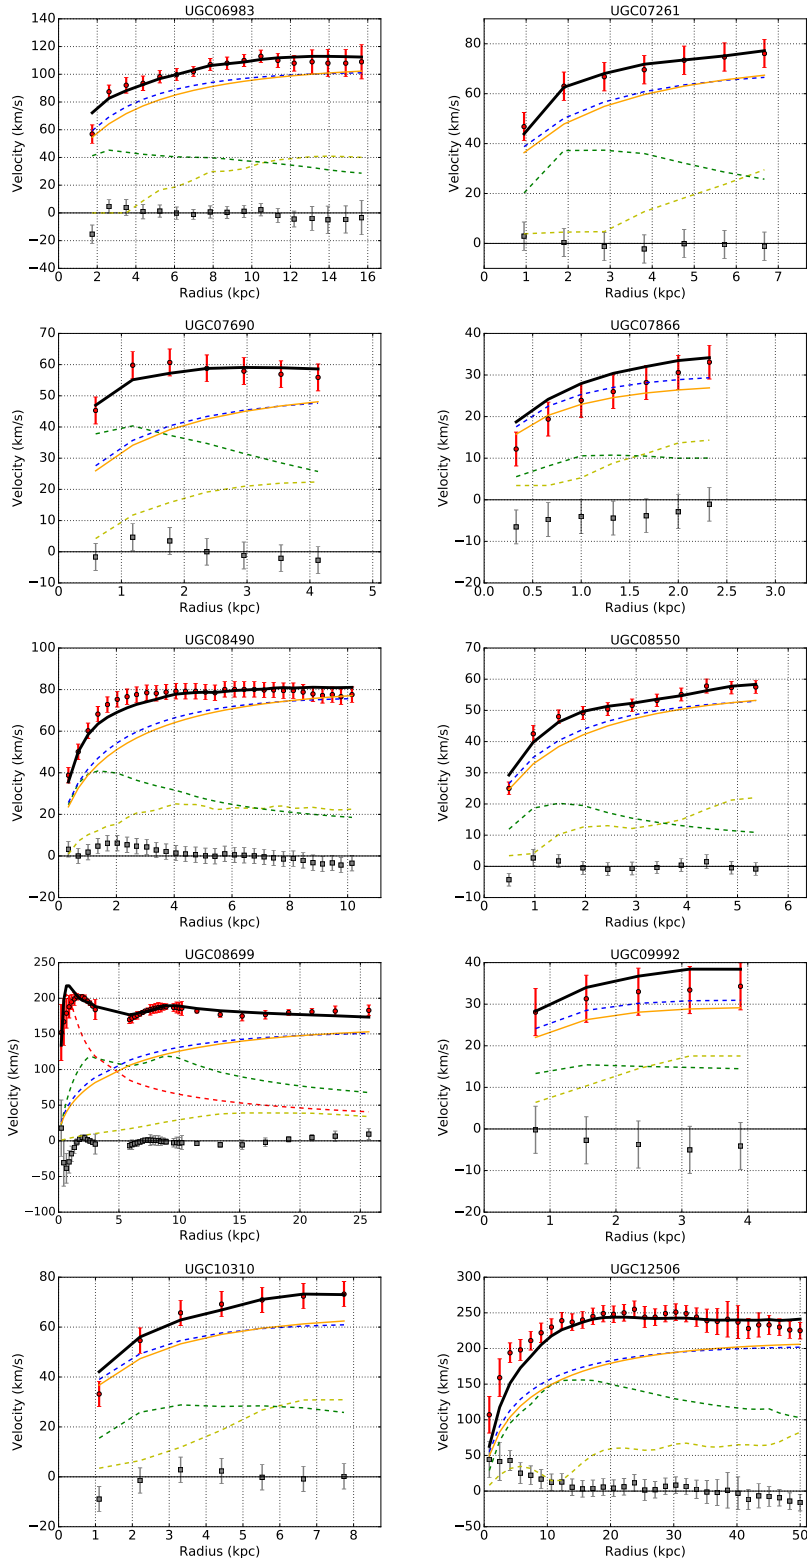 UGC06983
140
120
100
80
60
40
20
0
−20
−40
Velocity (km/s)
0 2 4 6 8 10 12 14 16
Radius (kpc)
UGC07261
80
60
40
20
0
Velocity (km/s)
0 1 2 3 4 5 6 7
Radius (kpc)
UGC07690
70
60
50
40
30
20
10
0
−10
Velocity (km/s)
0 1 2 3 4 5
Radius (kpc)
UGC07866
40
30
20
10
0
−10
−20
Velocity (km/s)
0.0 0.5 1.0 1.5 2.0 2.5 3.0
Radius (kpc)
UGC08490
100
80
60
40
20
0
−20
Velocity (km/s)
0 2 4 6 8 10
Radius (kpc)
UGC08550
70
60
50
40
30
20
10
0
−10
Velocity (km/s)
0 1 2 3 4 5 6
Radius (kpc)
UGC08699
250
200
150
100
50
0
−50
−100
Velocity (km/s)
0 5 10 15 20 25
Radius (kpc)
UGC09992
40
30
20
10
0
−10
−20
Velocity (km/s)
0 1 2 3 4
Radius (kpc)
UGC10310
80
60
40
20
0
−20
Velocity (km/s)
0 1 2 3 4 5 6 7 8
Radius (kpc)
UGC12506
300
250
200
150
100
50
0
−50
Velocity (km/s)
0 10 20 30 40 50
Radius (kpc)